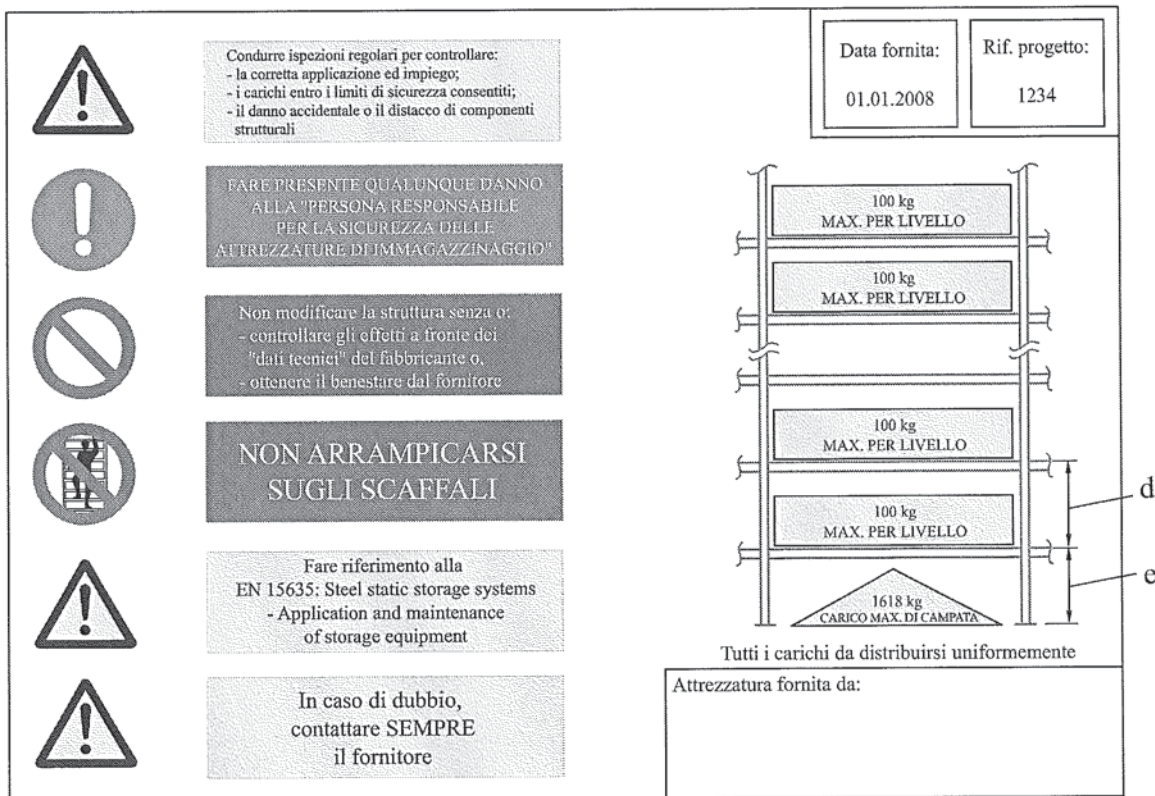 Condurre ispezioni regolari per controllare:
- la corretta applicazione ed impiego;
- i carichi entro i limiti di sicurezza consentiti;
- il danno accidentale o il distacco di componenti
strutturali
FARE PRESENTE QUALUNQUE DANNO
ALLA "PERSONA RESPONSABILE
PER LA SICUREZZA DELLE
ATTREZZATURE DI IMMAGAZZINAGGIO"
Non modificare la struttura senza o:
- controllare gli effetti a fronte dei
"dati tecnici" del fabbricante o,
- ottenere il benestare dal fornitore
NON ARRAMPICARSI
SUGLI SCAFFALI
Fare riferimento alla
EN 15635: Steel static storage systems
- Application and maintenance
of storage equipment
In caso di dubbio,
contattare SEMPRE
il fornitore
Data fornita:
01.01.2008
Rif. progetto:
1234
100 kg
MAX. PER LIVELLO
100 kg
MAX. PER LIVELLO
100 kg
MAX. PER LIVELLO
100 kg
MAX. PER LIVELLO
d
e
1618 kg
CARICO MAX. DI CAMPATA
Tutti i carichi da distribuirsi uniformemente
Attrezzatura fornita da: